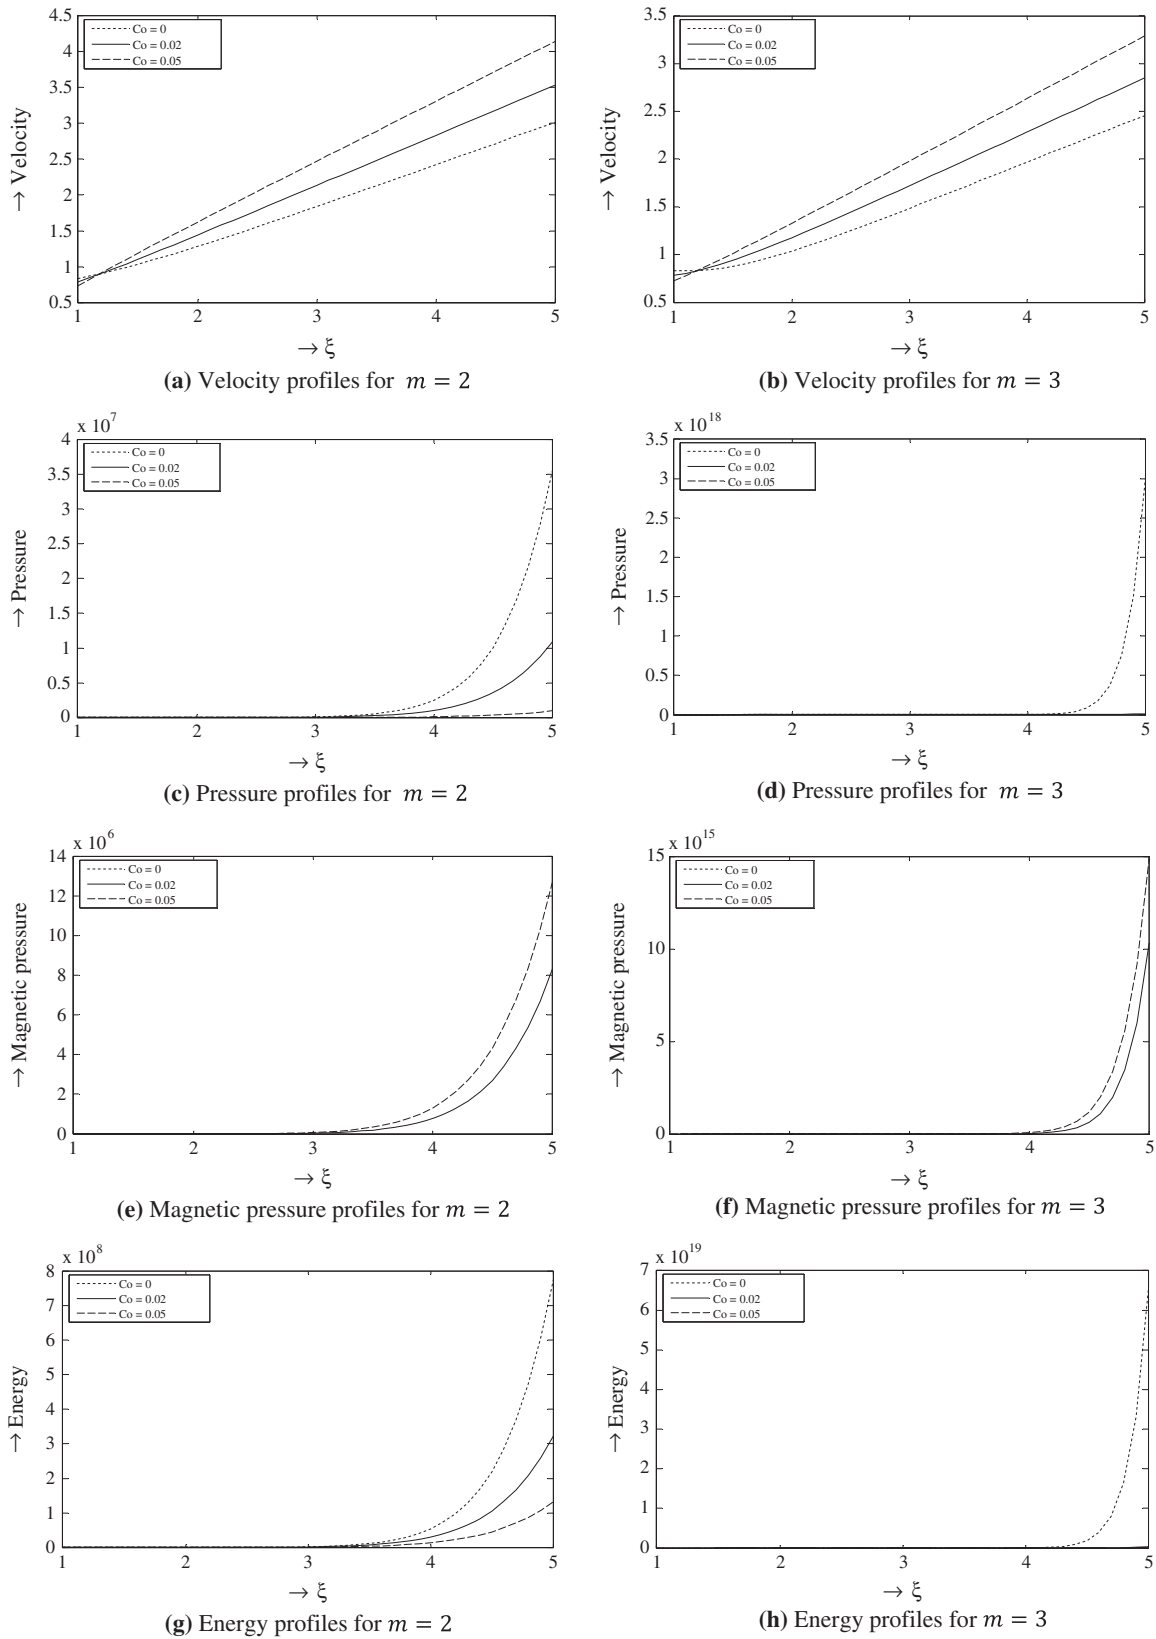 4.5
4
3.5
3
2.5
2
1.5
1
0.5
Co = 0
Co = 0.02
Co = 0.05
→ Velocity
1 2 3 4 5
→ ξ
(a) Velocity profiles for m = 2
3.5
3
2.5
2
1.5
1
0.5
Co = 0
Co = 0.02
Co = 0.05
→ Velocity
1 2 3 4 5
→ ξ
(b) Velocity profiles for m = 3
x 10^7
4
3.5
3
2.5
2
1.5
1
0.5
0
Co = 0
Co = 0.02
Co = 0.05
→ Pressure
1 2 3 4 5
→ ξ
(c) Pressure profiles for m = 2
x 10^18
3.5
3
2.5
2
1.5
1
0.5
0
Co = 0
Co = 0.02
Co = 0.05
→ Pressure
1 2 3 4 5
→ ξ
(d) Pressure profiles for m = 3
x 10^6
14
12
10
8
6
4
2
0
Co = 0
Co = 0.02
Co = 0.05
→ Magnetic pressure
1 2 3 4 5
→ ξ
(e) Magnetic pressure profiles for m = 2
x 10^15
15
10
5
0
Co = 0
Co = 0.02
Co = 0.05
→ Magnetic pressure
1 2 3 4 5
→ ξ
(f) Magnetic pressure profiles for m = 3
x 10^8
8
7
6
5
4
3
2
1
0
Co = 0
Co = 0.02
Co = 0.05
→ Energy
1 2 3 4 5
→ ξ
(g) Energy profiles for m = 2
x 10^19
7
6
5
4
3
2
1
0
Co = 0
Co = 0.02
Co = 0.05
→ Energy
1 2 3 4 5
→ ξ
(h) Energy profiles for m = 3